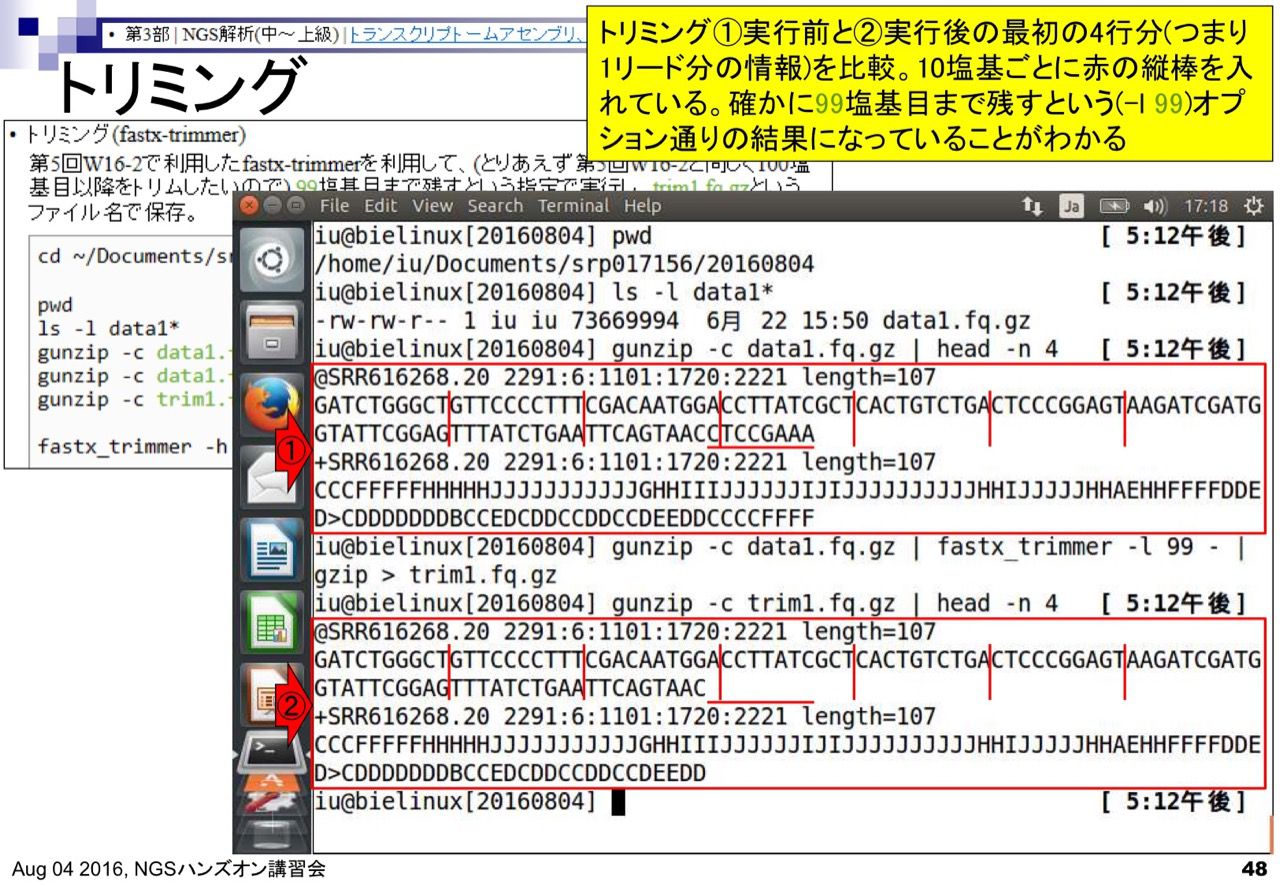 • 第3部 | NGS解析(中～上級) | トランスクリプトームアセンブリ、
トリミング
トリミング①実行前と②実行後の最初の4行分(つまり
1リード分の情報)を比較。10塩基ごとに赤の縦棒を入
れている。確かに99塩基目まで残すという(-l 99)オプ
ション通りの結果になっていることがわかる
• トリミング(fastx-trimmer)
第5回W16-2で利用したfastx-trimmerを利用して、(とりあえず第5回W16-2と同じく100塩
基目以降をトリムしたいので) 99塩基目まで残すという指定で実行し、trim1.fq.gzという
ファイル名で保存。
cd ~/Documents/sr
pwd
ls -l data1*
gunzip -c data1.
gunzip -c data1.
gunzip -c trim1.
fastx_trimmer -h
File Edit View Search Terminal Help
Ja 17:18
iu@bielinux[20160804] pwd [ 5:12午後]
/home/iu/Documents/srp017156/20160804
iu@bielinux[20160804] ls -l data1* [ 5:12午後]
-rw-rw-r-- 1 iu iu 73669994 6月 22 15:50 data1.fq.gz
iu@bielinux[20160804] gunzip -c data1.fq.gz | head -n 4 [ 5:12午後]
①
@SRR616268.20 2291:6:1101:1720:2221 length=107
GATCTGGGCTGTTCCCCTTTCGACAATGGACCTTATCGCTCACTGTCTGACTCCCGGAGTAAGATCGATG
GTATTCGGAGTTTATCTGAATTCAGTAACCTCCGAAA
+SRR616268.20 2291:6:1101:1720:2221 length=107
CCCFFFFFHHHHHJJJJJJJJJJJGHHIIIJJJJJJIJIJJJJJJJJJJHHIJJJJJHHAEHHFFFFDDE
D>CDDDDDDDBCCEDCDDCCDDCCDEEDDCCCCFFFF
iu@bielinux[20160804] gunzip -c data1.fq.gz | fastx_trimmer -l 99 - |
gzip > trim1.fq.gz
iu@bielinux[20160804] gunzip -c trim1.fq.gz | head -n 4 [ 5:12午後]
②
@SRR616268.20 2291:6:1101:1720:2221 length=107
GATCTGGGCTGTTCCCCTTTCGACAATGGACCTTATCGCTCACTGTCTGACTCCCGGAGTAAGATCGATG
GTATTCGGAGTTTATCTGAATTCAGTAAC
+SRR616268.20 2291:6:1101:1720:2221 length=107
CCCFFFFFHHHHHJJJJJJJJJJJGHHIIIJJJJJJIJIJJJJJJJJJJHHIJJJJJHHAEHHFFFFDDE
D>CDDDDDDDBCCEDCDDCCDDCCDEEDD
iu@bielinux[20160804] [ 5:12午後]
Aug 04 2016, NGSハンズオン講習会
48